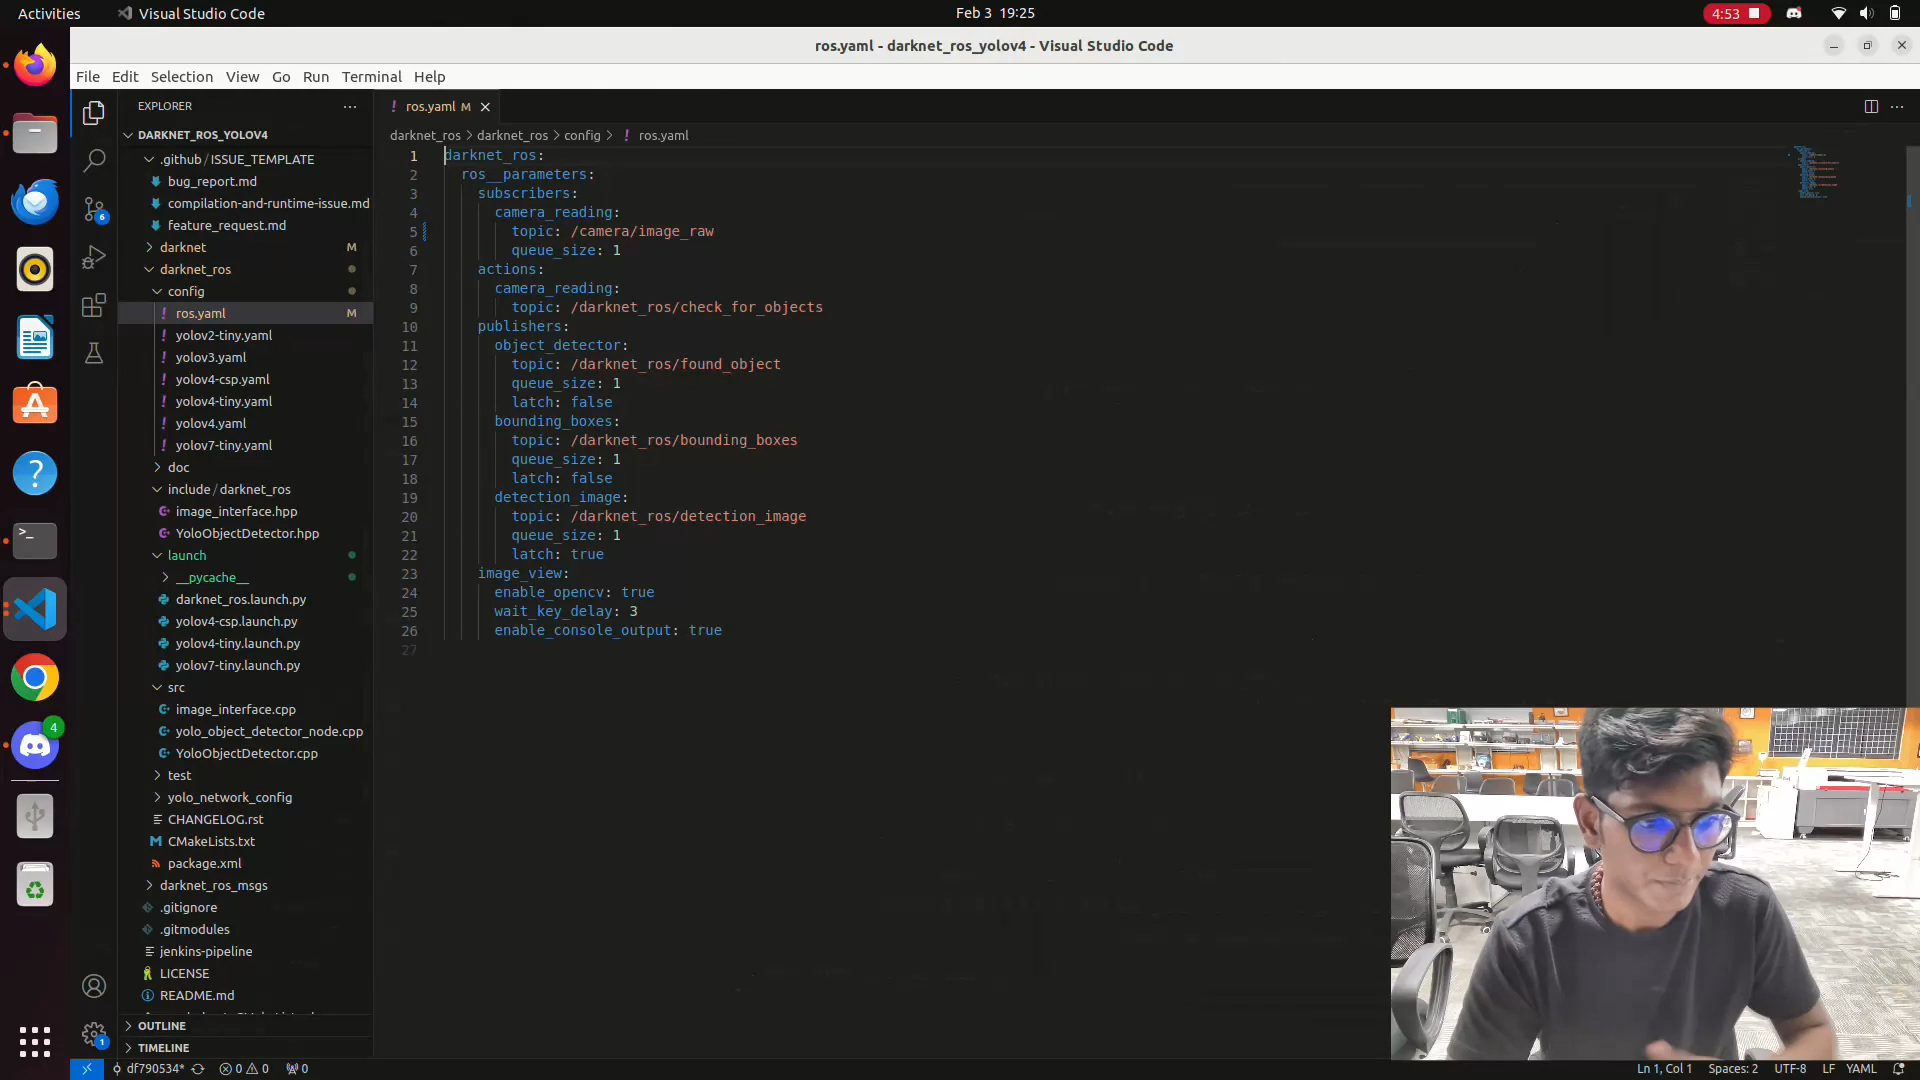 Activities
Visual Studio Code
Feb 3 19:25
4:53
ros.yaml - darknet_ros_yolov4 - Visual Studio Code
File Edit Selection View Go Run Terminal Help
EXPLORER
DARKNET_ROS_YOLOV4
.github / ISSUE_TEMPLATE
bug_report.md
compilation-and-runtime-issue.md
feature_request.md
darknet M
darknet_ros
config
! ros.yaml M
! yolov2-tiny.yaml
! yolov3.yaml
! yolov4-csp.yaml
! yolov4-tiny.yaml
! yolov4.yaml
! yolov7-tiny.yaml
doc
include / darknet_ros
image_interface.hpp
YoloObjectDetector.hpp
launch
__pycache__
darknet_ros.launch.py
yolov4-csp.launch.py
yolov4-tiny.launch.py
yolov7-tiny.launch.py
src
image_interface.cpp
yolo_object_detector_node.cpp
YoloObjectDetector.cpp
test
yolo_network_config
CHANGELOG.rst
M CMakeLists.txt
package.xml
darknet_ros_msgs
.gitignore
.gitmodules
jenkins-pipeline
LICENSE
README.md
OUTLINE
TIMELINE
6
1
4
! ros.yaml M
darknet_ros > darknet_ros > config > ! ros.yaml
1 darknet_ros:
2 ros__parameters:
3 subscribers:
4 camera_reading:
5 topic: /camera/image_raw
6 queue_size: 1
7 actions:
8 camera_reading:
9 topic: /darknet_ros/check_for_objects
10 publishers:
11 object_detector:
12 topic: /darknet_ros/found_object
13 queue_size: 1
14 latch: false
15 bounding_boxes:
16 topic: /darknet_ros/bounding_boxes
17 queue_size: 1
18 latch: false
19 detection_image:
20 topic: /darknet_ros/detection_image
21 queue_size: 1
22 latch: true
23 image_view:
24 enable_opencv: true
25 wait_key_delay: 3
26 enable_console_output: true
27
df790534* 0 0 0
Ln 1, Col 1 Spaces: 2 UTF-8 LF YAML